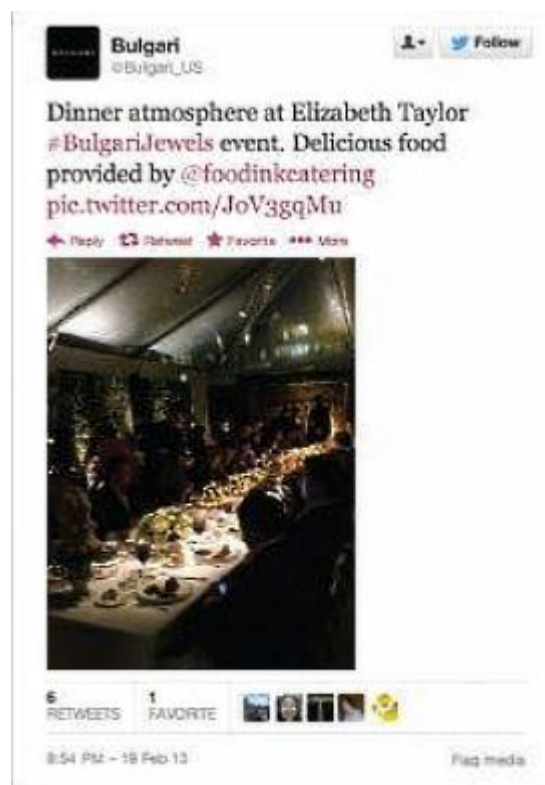 Bulgari
@Bulgari_US
Follow
Dinner atmosphere at Elizabeth Taylor
#BulgariJewels event. Delicious food
provided by @foodinkcatering
pic.twitter.com/JoV3gqMu
Reply Retweet Favorite More
6 RETWEETS
1 FAVORITE
8:54 PM - 19 Feb 13
Flag media